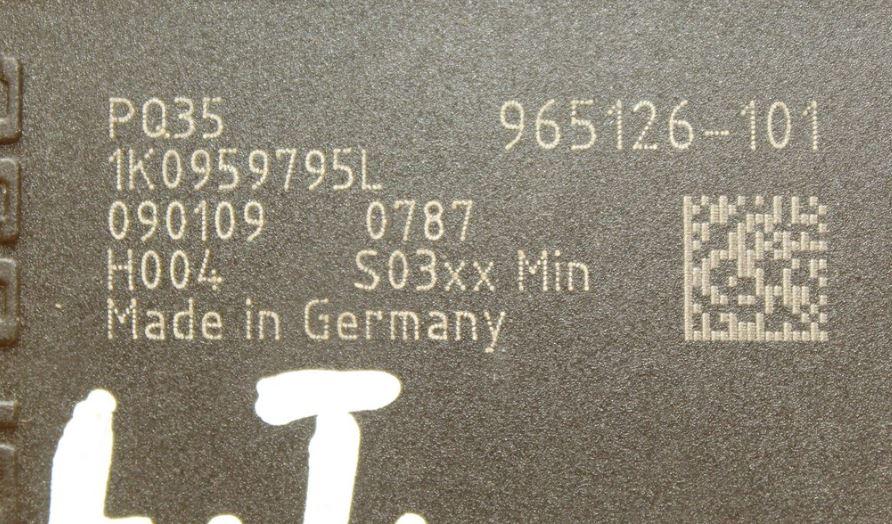 PQ35
965126-101
1K0959795L
090109 0787
H004 S03xx Min
Made in Germany